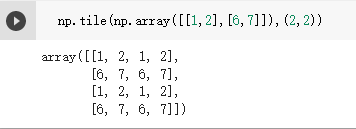 np.tile(np.array([[1,2],[6,7]]),(2,2))
array([[1, 2, 1, 2],
       [6, 7, 6, 7],
       [1, 2, 1, 2],
       [6, 7, 6, 7]])